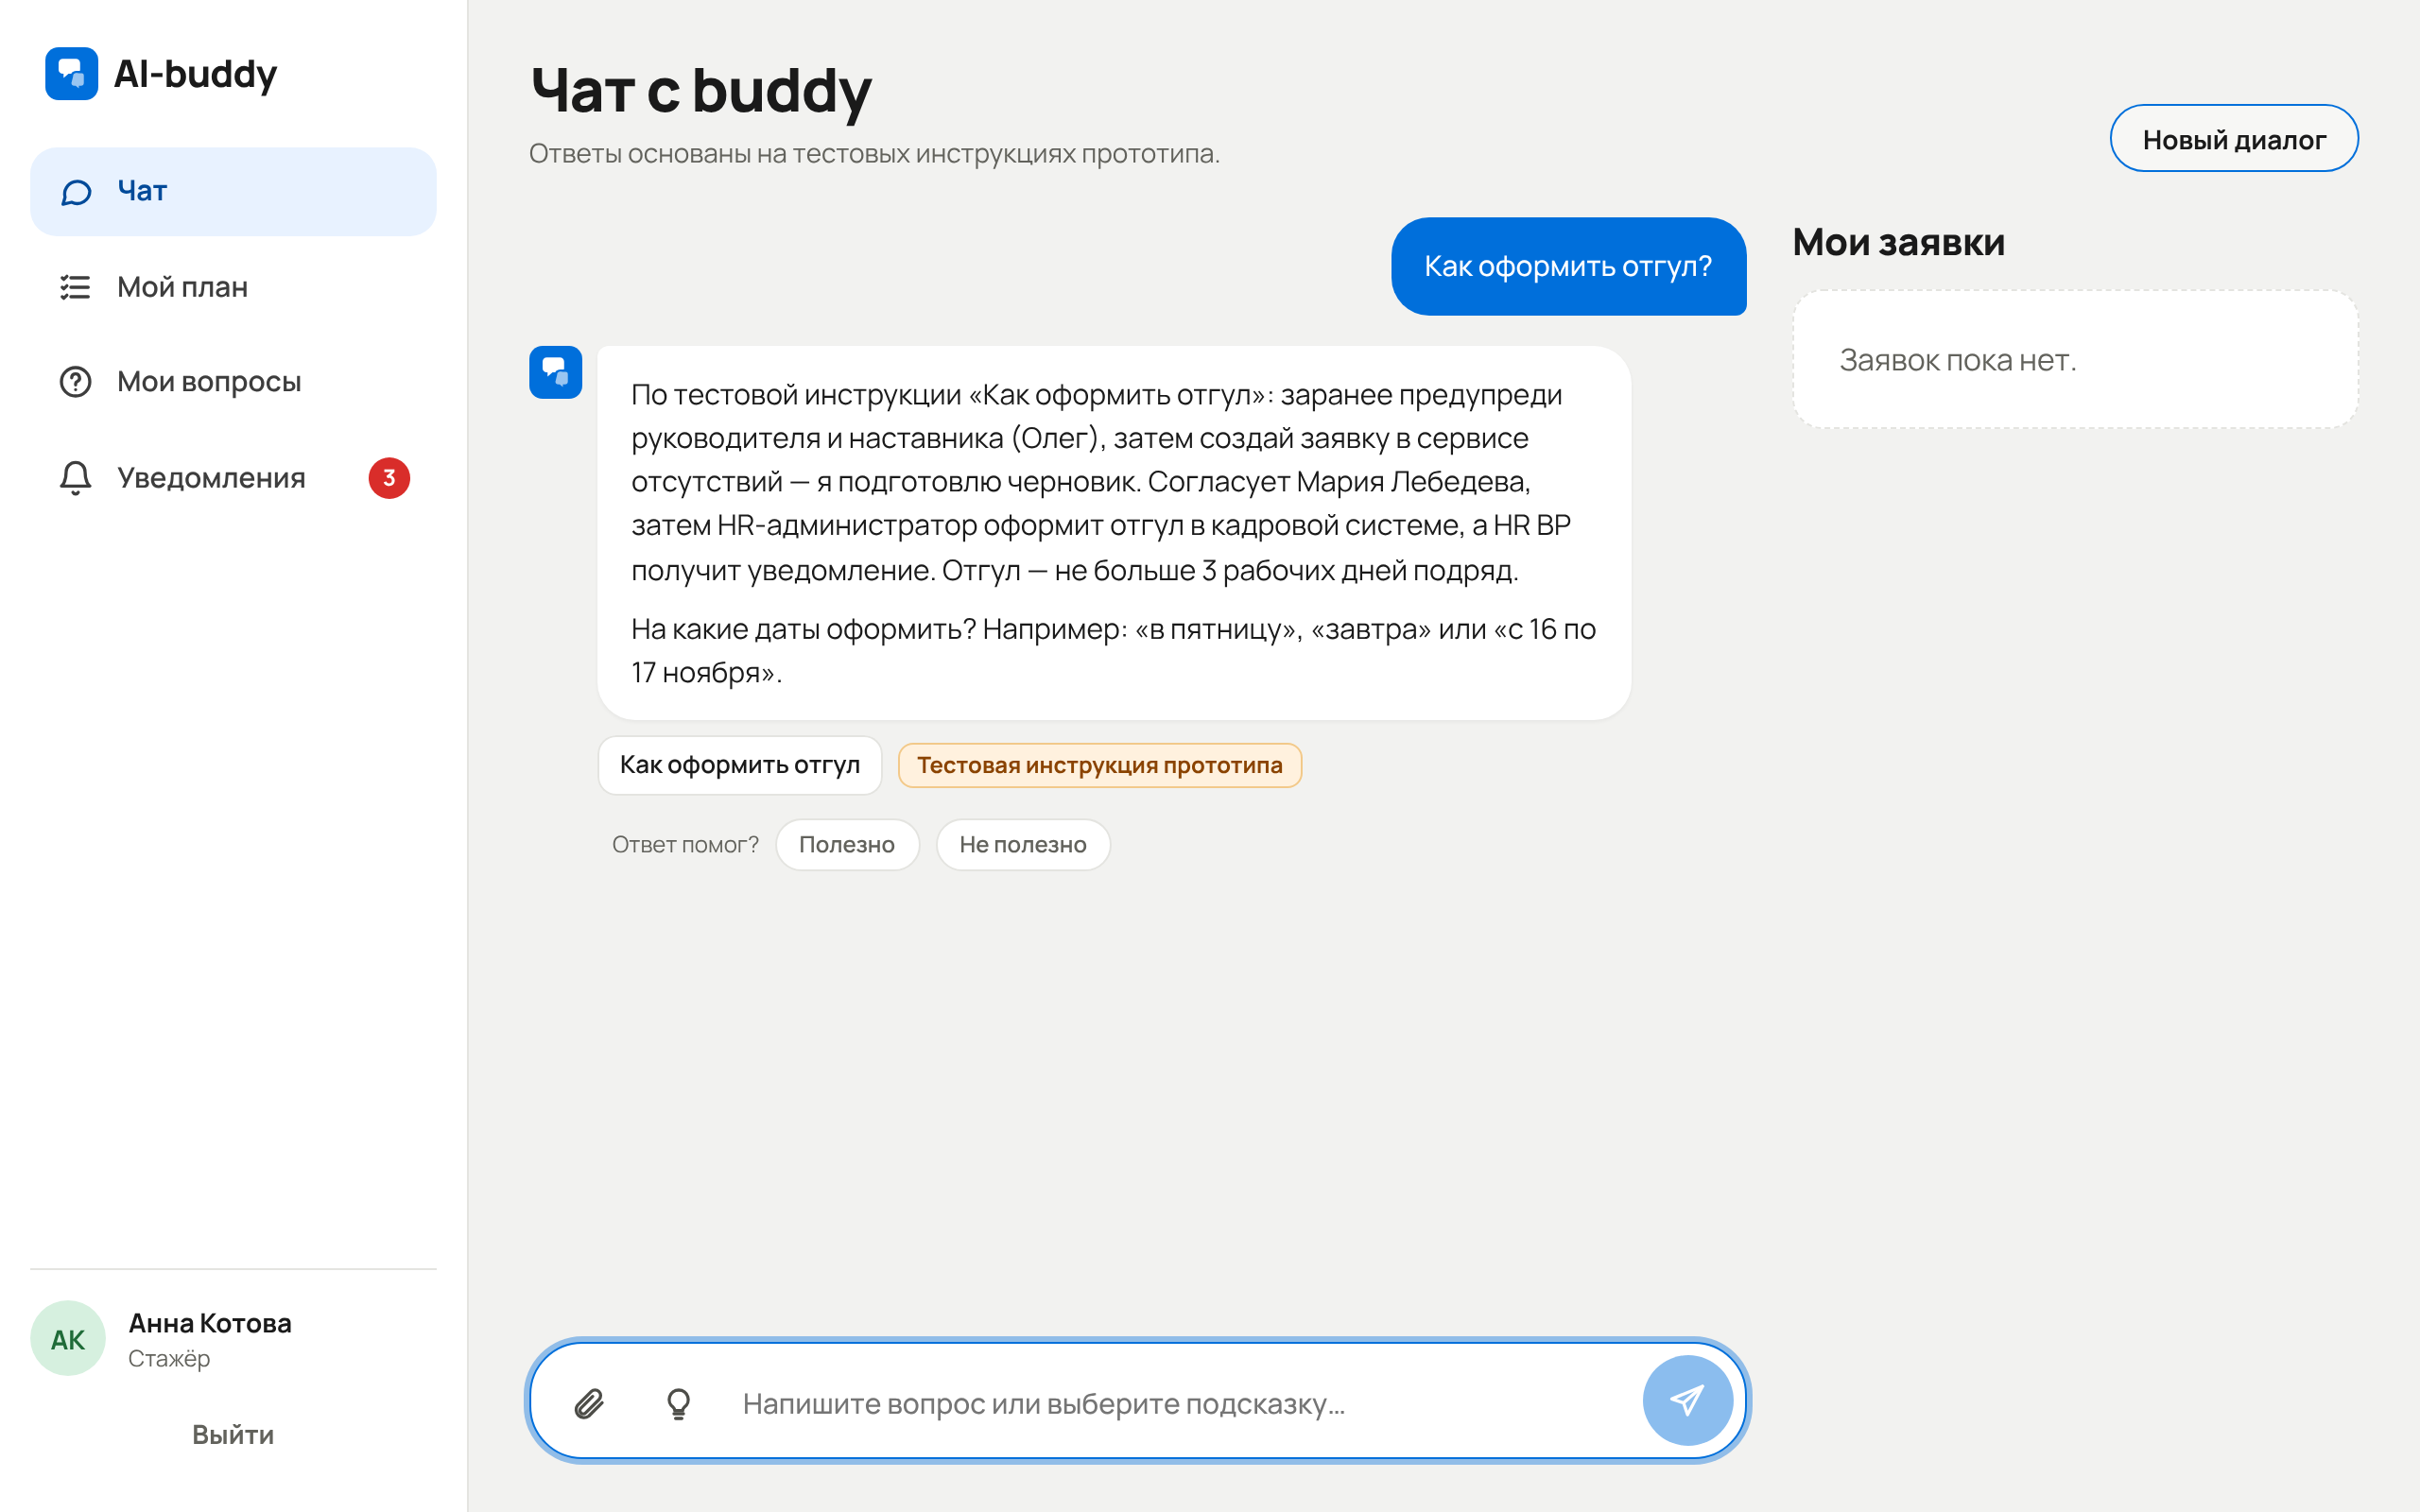 AI-buddy
Чат
Мой план
Мои вопросы
Уведомления 3
Анна Котова
АК
Стажёр
Выйти
Чат с buddy
Ответы основаны на тестовых инструкциях прототипа.
Новый диалог
Как оформить отгул?
По тестовой инструкции «Как оформить отгул»: заранее предупреди
руководителя и наставника (Олег), затем создай заявку в сервисе
отсутствий — я подготовлю черновик. Согласует Мария Лебедева,
затем HR-администратор оформит отгул в кадровой системе, а HR BP
получит уведомление. Отгул — не больше 3 рабочих дней подряд.
На какие даты оформить? Например: «в пятницу», «завтра» или «с 16 по
17 ноября».
Как оформить отгул
Тестовая инструкция прототипа
Ответ помог? Полезно Не полезно
Напишите вопрос или выберите подсказку...
Мои заявки
Заявок пока нет.